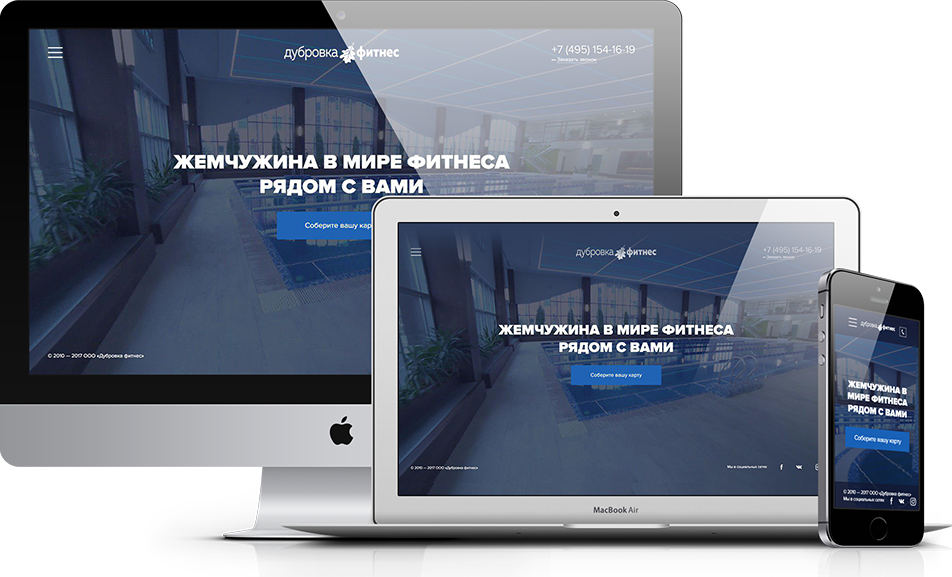 дубровка фитнес
+7 (495) 154-16-19
Заказать звонок
ЖЕМЧУЖИНА В МИРЕ ФИТНЕСА
РЯДОМ С ВАМИ
Соберите вашу кар
© 2010 — 2017 ООО «Дубровка фитнес»
дубровка фитнес
+7 (495) 154-16-19
Заказать звонок
ЖЕМЧУЖИНА В МИРЕ ФИТНЕСА
РЯДОМ С ВАМИ
Соберите вашу карту
© 2010 — 2017 ООО «Дубровка фитнес»
Мы в социальных сетях
MacBook Air
дубровка фитнес
ЖЕМЧУЖИНА В
МИРЕ ФИТНЕСА
РЯДОМ С ВАМИ
Соберите вашу карту
© 2010 — 2017 ООО «Дубровка фитнес»
Мы в социальных сетях